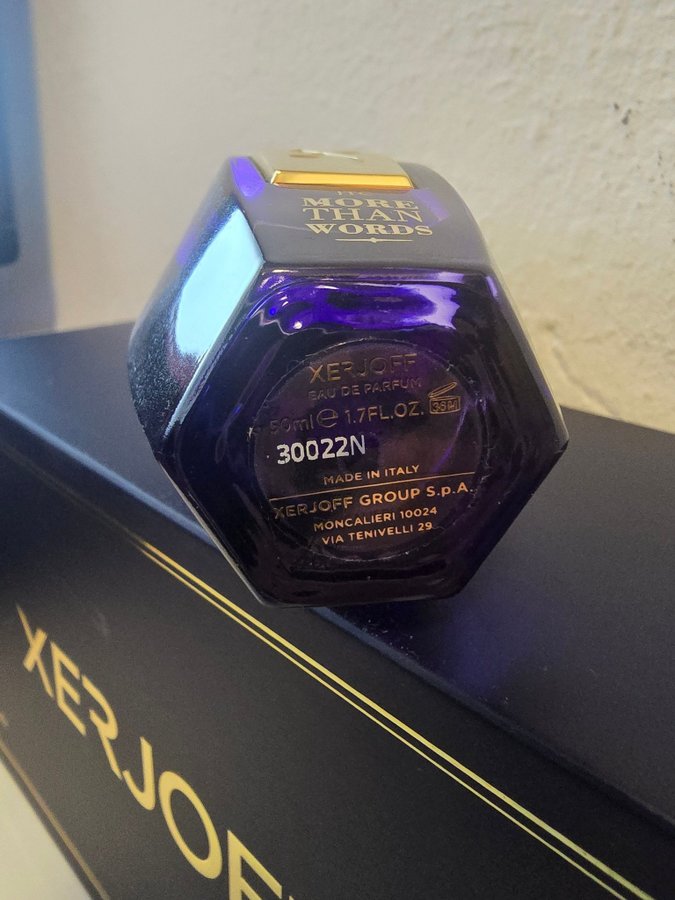 MORE
THAN
WORDS
XERJOFF
EAU DE PARFUM
50ml e 1.7FL.OZ. 36M
30022N
MADE IN ITALY
XERJOFF GROUP S.p.A.
MONCALIERI 10024
VIA TENIVELLI 29
XERJOF